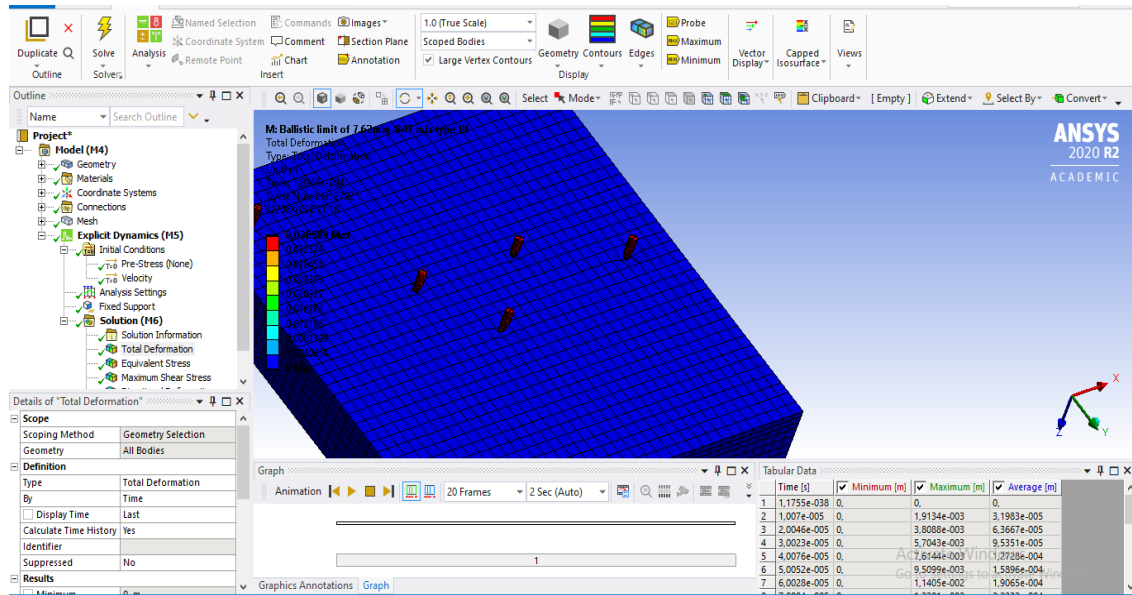 Named Selection Commands Images 1.0 (True Scale) Probe
Coordinate System Comment Section Plane Scoped Bodies Maximum
Duplicate Solve Analysis Remote Point Chart Annotation Large Vertex Contours Geometry Contours Edges Minimum Vector Display Capped Isosurface Views
Outline Solver Insert Display
Outline
Select Mode Clipboard [ Empty ] Extend Select By Convert
Name Search Outline
Project*
Model (M4)
Geometry
Materials
Coordinate Systems
Connections
Mesh
Explicit Dynamics (M5)
Initial Conditions
Pre-Stress (None)
Velocity
Analysis Settings
Fixed Support
Solution (M6)
Solution Information
Total Deformation
Equivalent Stress
Maximum Shear Stress
M: Ballistic limit of
Total Deformation
ANSYS
2020 R2
ACADEMIC
X
Y
Z
Details of "Total Deformation"
Scope
Scoping Method Geometry Selection
Geometry All Bodies
Definition
Type Total Deformation
By Time
Display Time Last
Calculate Time History Yes
Identifier
Suppressed No
Results
Graph
Animation 20 Frames 2 Sec (Auto)
1
Graphics Annotations Graph
Tabular Data
Time [s] Minimum [m] Maximum [m] Average [m]
1 1,1755e-038 0, 0, 0,
2 1,007e-005 0, 1,9134e-003 3,1983e-005
3 2,0046e-005 0, 3,8088e-003 6,3667e-005
4 3,0023e-005 0, 5,7043e-003 9,5351e-005
5 4,0076e-005 0, 7,6144e-003 1,2728e-004
6 5,0052e-005 0, 9,5099e-003 1,5896e-004
7 6,0028e-005 0, 1,1405e-002 1,9065e-004